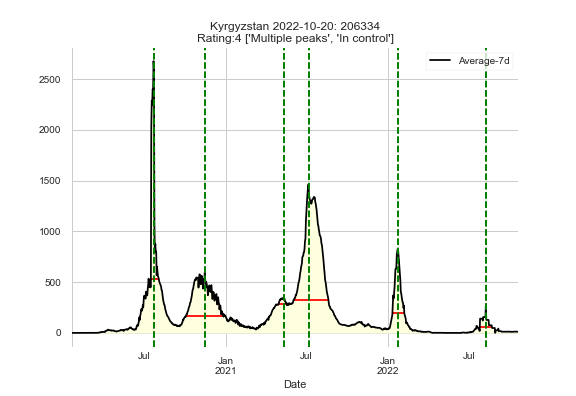 Kyrgyzstan 2022-10-20: 206334
Rating:4 ['Multiple peaks', 'In control']
Average-7d
2500
2000
1500
1000
500
0
Jul
Jan
2021
Jul
Jan
2022
Jul
Date